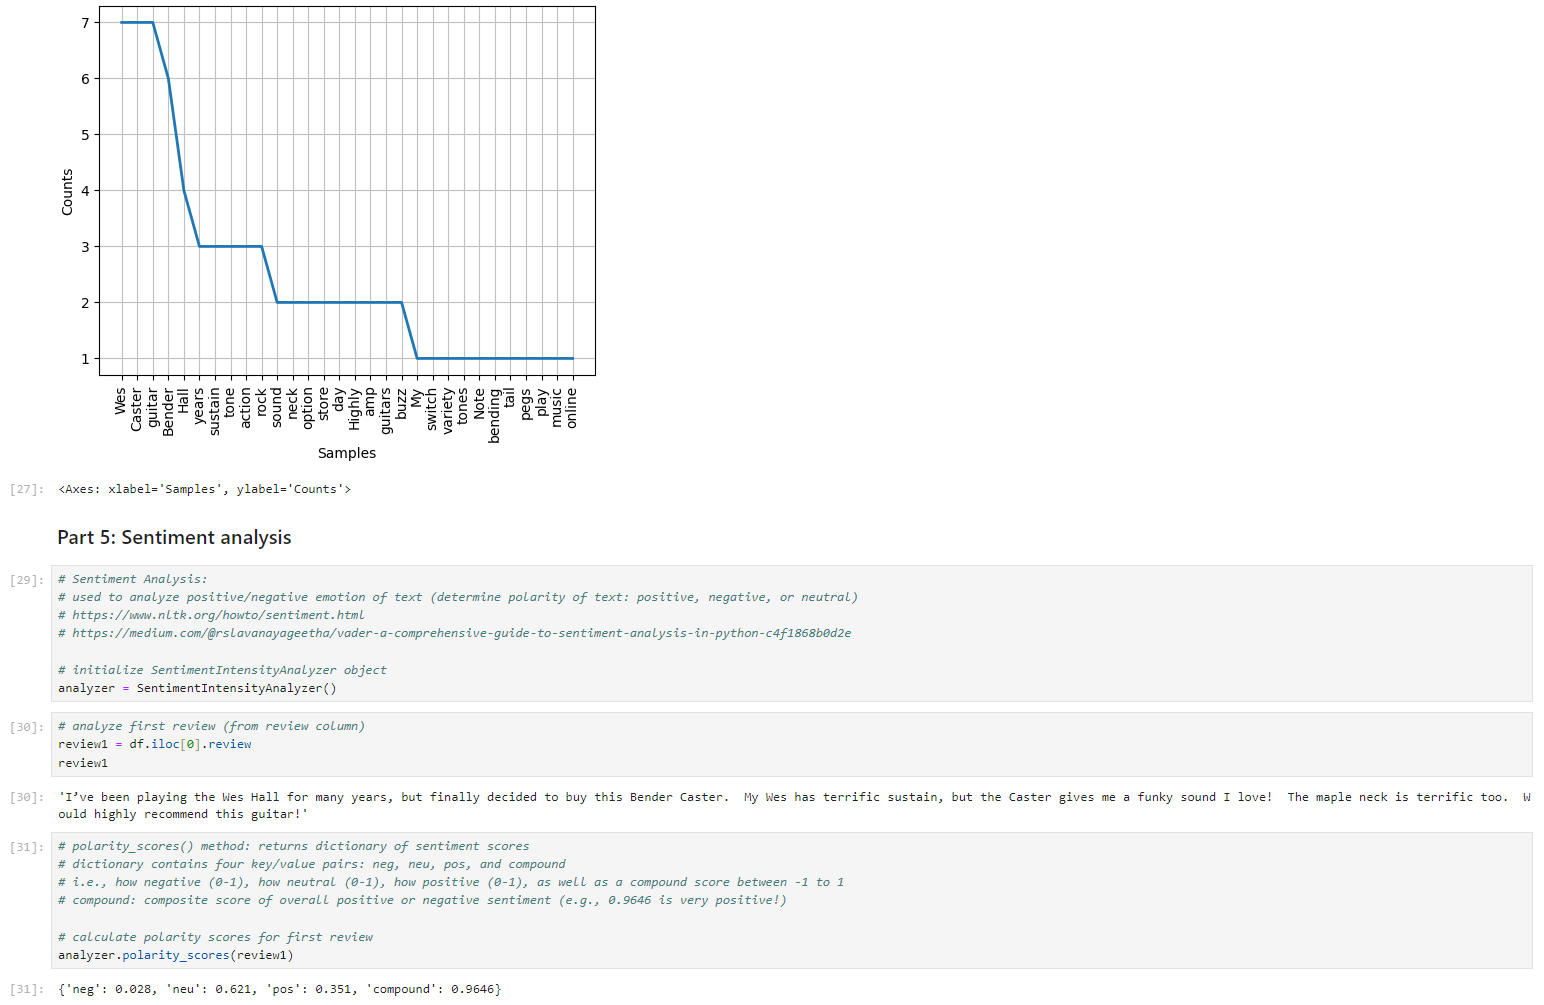 7
6
5
4
3
2
1
Counts
Wes
Caster
guitar
Bender
Hall
years
sustain
tone
action
rock
sound
neck
option
store
day
Highly
amp
guitars
buzz
My
switch
variety
tones
Note
bending
tail
pegs
play
music
online
Samples
[27]: <Axes: xlabel='Samples', ylabel='Counts'>
Part 5: Sentiment analysis
[29]: # Sentiment Analysis:
# used to analyze positive/negative emotion of text (determine polarity of text: positive, negative, or neutral)
# https://www.nltk.org/howto/sentiment.html
# https://medium.com/@rslavanyageetha/vader-a-comprehensive-guide-to-sentiment-analysis-in-python-c4f1868b0d2e
# initialize SentimentIntensityAnalyzer object
analyzer = SentimentIntensityAnalyzer()
[30]: # analyze first review (from review column)
review1 = df.iloc[0].review
review1
[30]: 'I’ve been playing the Wes Hall for many years, but finally decided to buy this Bender Caster.  My Wes has terrific sustain, but the Caster gives me a funky sound I love!  The maple neck is terrific too.  W
ould highly recommend this guitar!'
[31]: # polarity_scores() method: returns dictionary of sentiment scores
# dictionary contains four key/value pairs: neg, neu, pos, and compound
# i.e., how negative (0-1), how neutral (0-1), how positive (0-1), as well as a compound score between -1 to 1
# compound: composite score of overall positive or negative sentiment (e.g., 0.9646 is very positive!)
# calculate polarity scores for first review
analyzer.polarity_scores(review1)
[31]: {'neg': 0.028, 'neu': 0.621, 'pos': 0.351, 'compound': 0.9646}